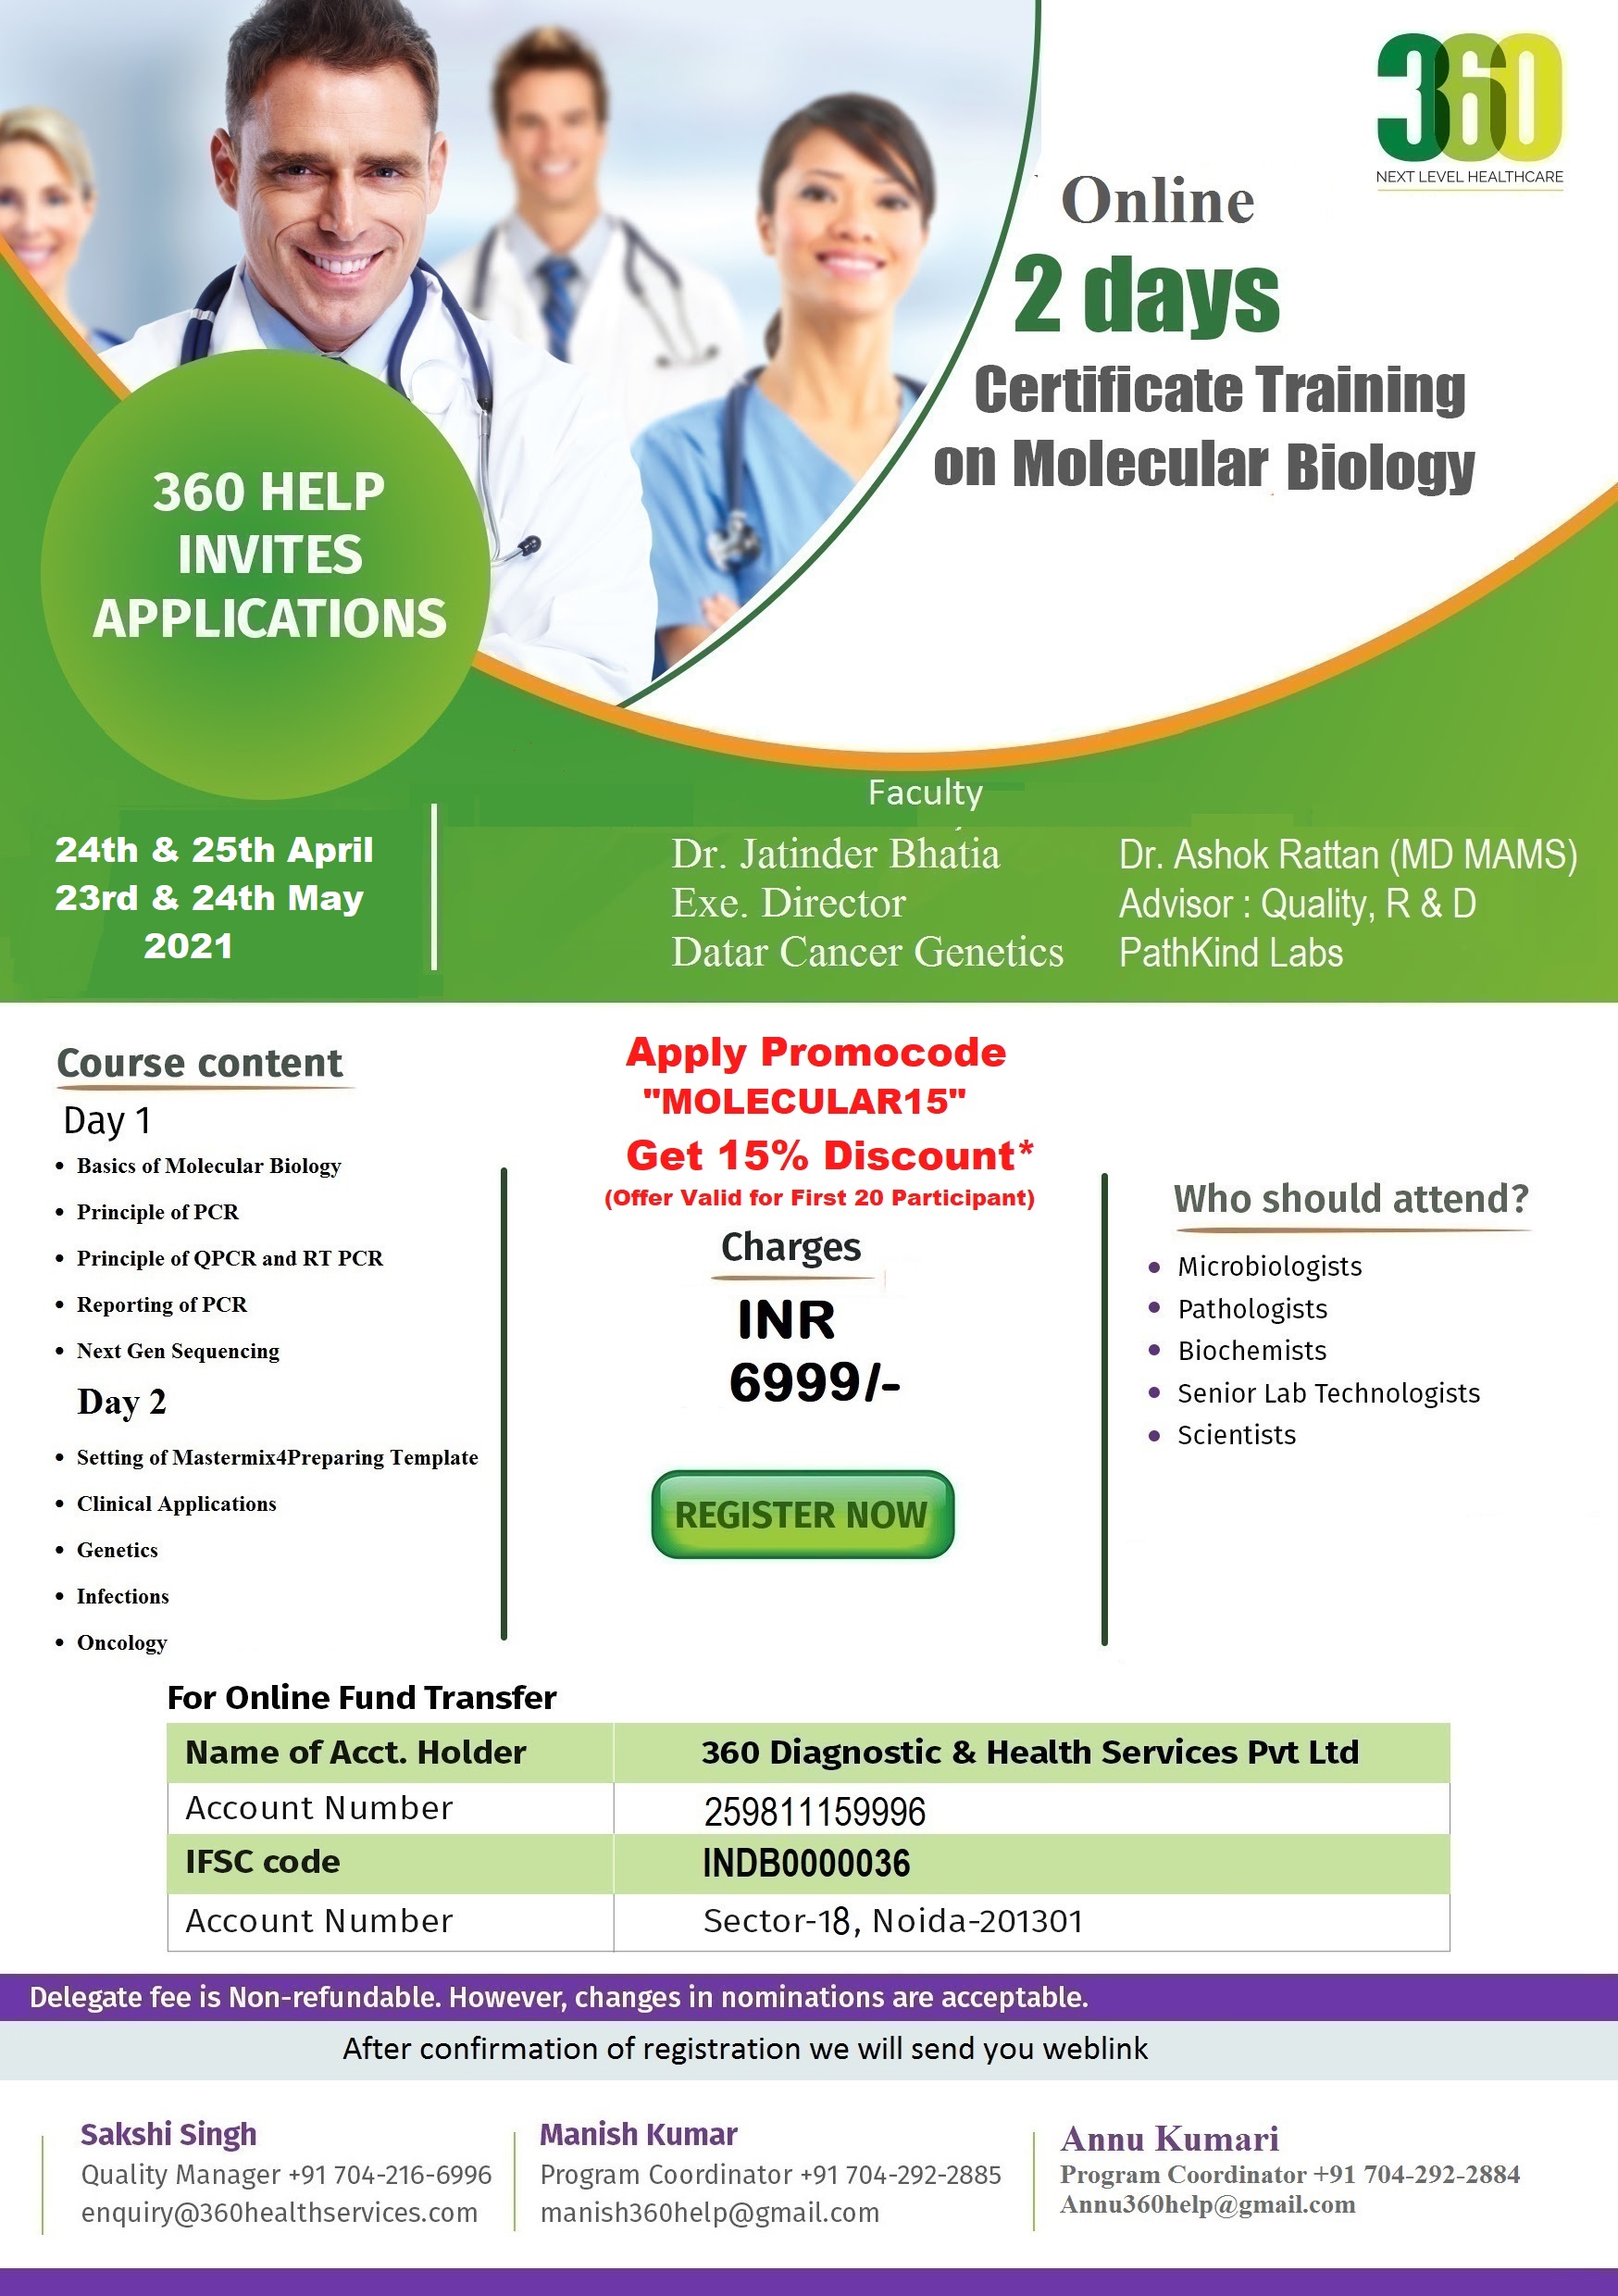 360
NEXT LEVEL HEALTHCARE
Online
2 days
Certificate Training
on Molecular Biology
360 HELP
INVITES
APPLICATIONS
24th & 25th April
23rd & 24th May
2021
Faculty
Dr. Jatinder Bhatia
Exe. Director
Datar Cancer Genetics
Dr. Ashok Rattan (MD MAMS)
Advisor : Quality, R & D
PathKind Labs
Course content
Day 1
• Basics of Molecular Biology
• Principle of PCR
• Principle of QPCR and RT PCR
• Reporting of PCR
• Next Gen Sequencing
Day 2
• Setting of Mastermix4Preparing Template
• Clinical Applications
• Genetics
• Infections
• Oncology
Apply Promocode
"MOLECULAR15"
Get 15% Discount*
(Offer Valid for First 20 Participant)
Charges
INR
6999/-
REGISTER NOW
Who should attend?
• Microbiologists
• Pathologists
• Biochemists
• Senior Lab Technologists
• Scientists
For Online Fund Transfer
Name of Acct. Holder 360 Diagnostic & Health Services Pvt Ltd
Account Number 259811159996
IFSC code INDB0000036
Account Number Sector-18, Noida-201301
Delegate fee is Non-refundable. However, changes in nominations are acceptable.
After confirmation of registration we will send you weblink
Sakshi Singh
Quality Manager +91 704-216-6996
enquiry@360healthservices.com
Manish Kumar
Program Coordinator +91 704-292-2885
manish360help@gmail.com
Annu Kumari
Program Coordinator +91 704-292-2884
Annu360help@gmail.com